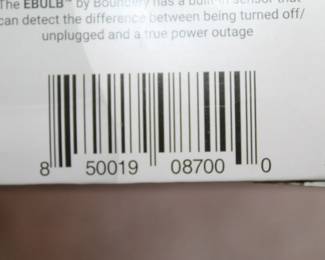 The EBULB™ by Boundery has a built-in sensor that
can detect the difference between being turned off/
unplugged and a true power outage
8 50019 08700 0